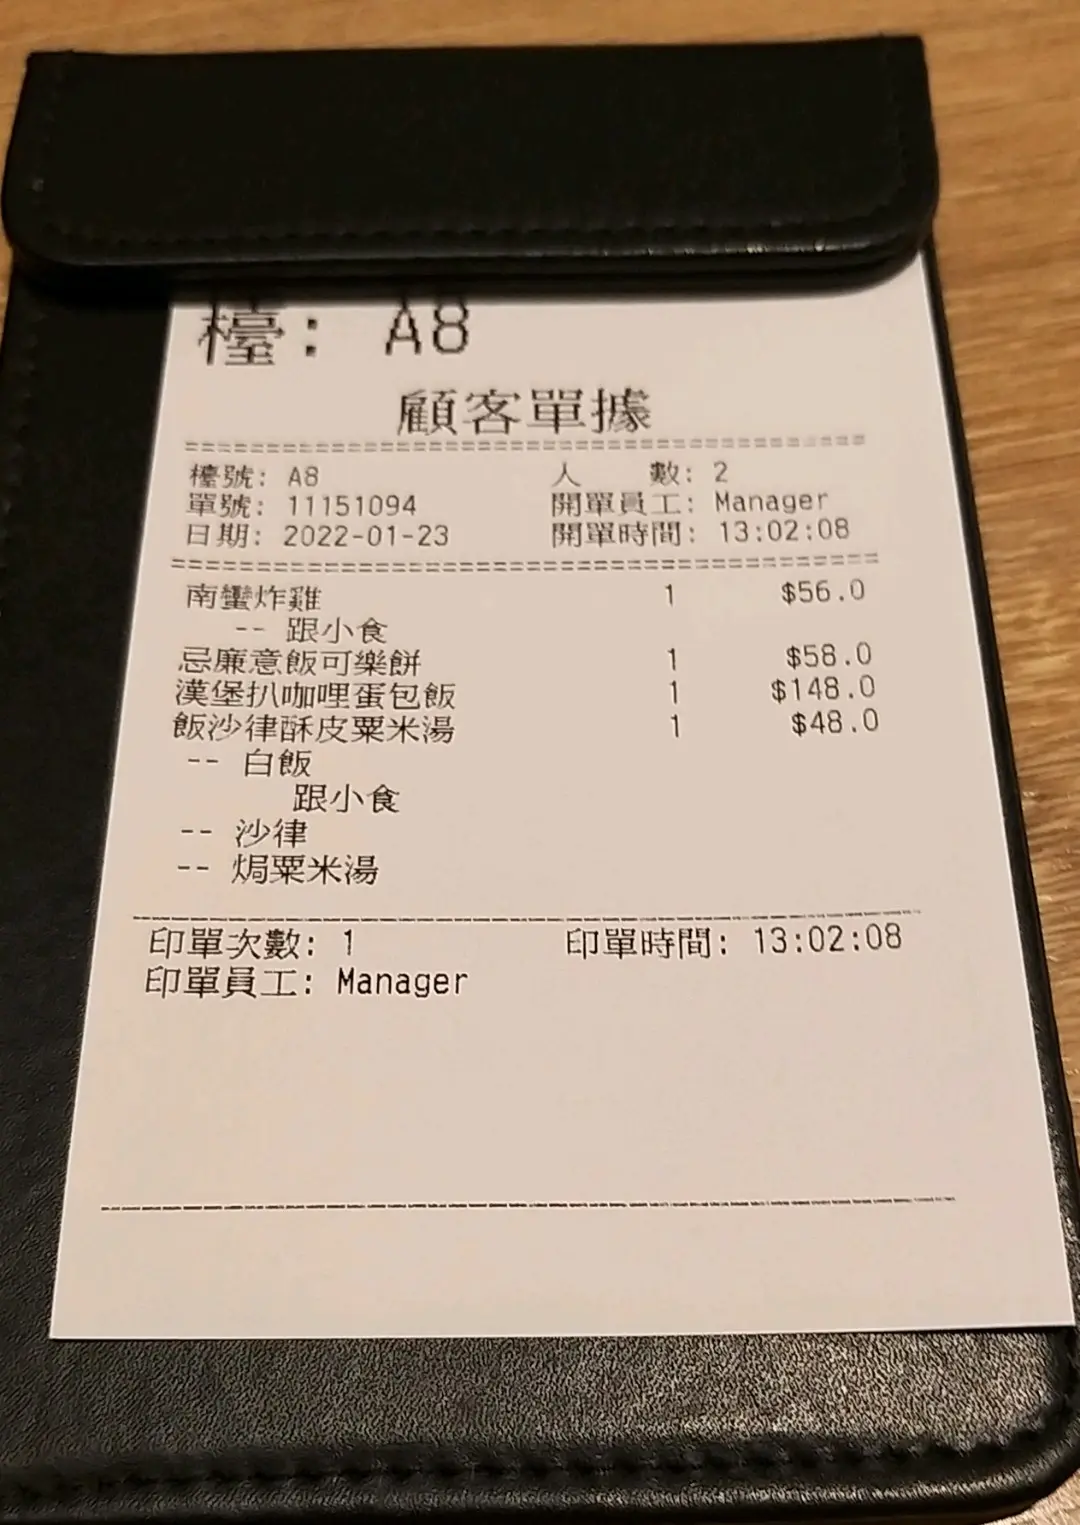 檯: A8
顧客單據
檯號: A8 人 數: 2
單號: 11151094 開單員工: Manager
日期: 2022-01-23 開單時間: 13:02:08
南蠻炸雞 1 $56.0
-- 跟小食
忌廉意飯可樂餅 1 $58.0
漢堡扒咖哩蛋包飯 1 $148.0
飯沙律酥皮粟米湯 1 $48.0
-- 白飯
跟小食
-- 沙律
-- 焗粟米湯
印單次數: 1 印單時間: 13:02:08
印單員工: Manager